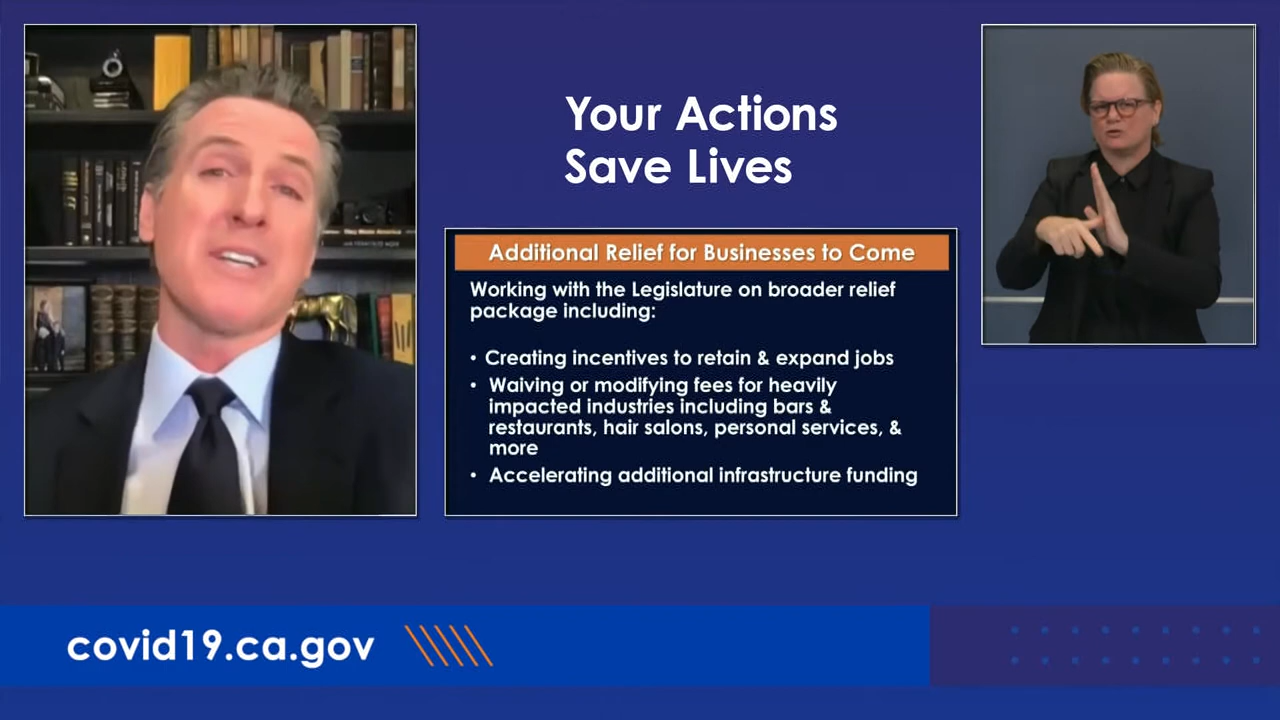 Your Actions
Save Lives
Additional Relief for Businesses to Come
Working with the Legislature on broader relief
package including:
• Creating incentives to retain & expand jobs
• Waiving or modifying fees for heavily
impacted industries including bars &
restaurants, hair salons, personal services, &
more
• Accelerating additional infrastructure funding
covid19.ca.gov